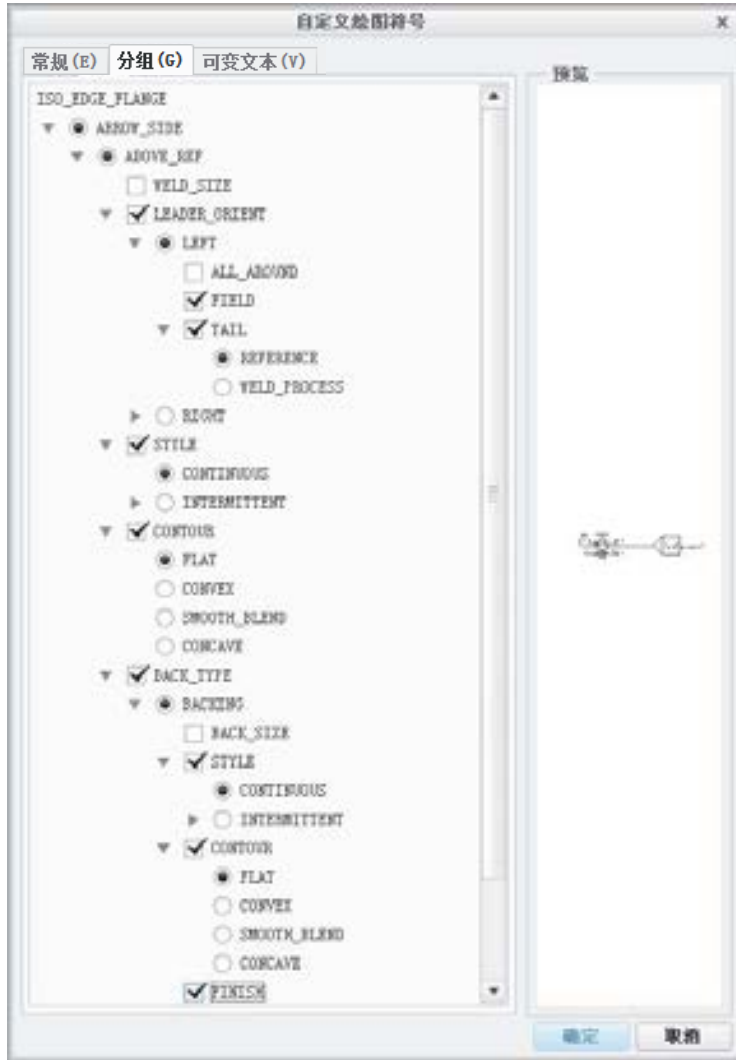 自定义绘图符号
常规(E) 分组(G) 可变文本(V)
预览
ISO_EDGE_FLANGE
ARROW_SIDE
ABOVE_REF
WELD_SIZE
LEADER_ORIENT
LEFT
ALL_AROUND
FIELD
TAIL
REFERENCE
WELD_PROCESS
RIGHT
STYLE
CONTINUOUS
INTERMITTENT
CONTOUR
FLAT
CONVEX
SMOOTH_BLEND
CONCAVE
BACK_TYPE
BACKING
BACK_SIZE
STYLE
CONTINUOUS
INTERMITTENT
CONTOUR
FLAT
CONVEX
SMOOTH_BLEND
CONCAVE
FINISH
确定 取消